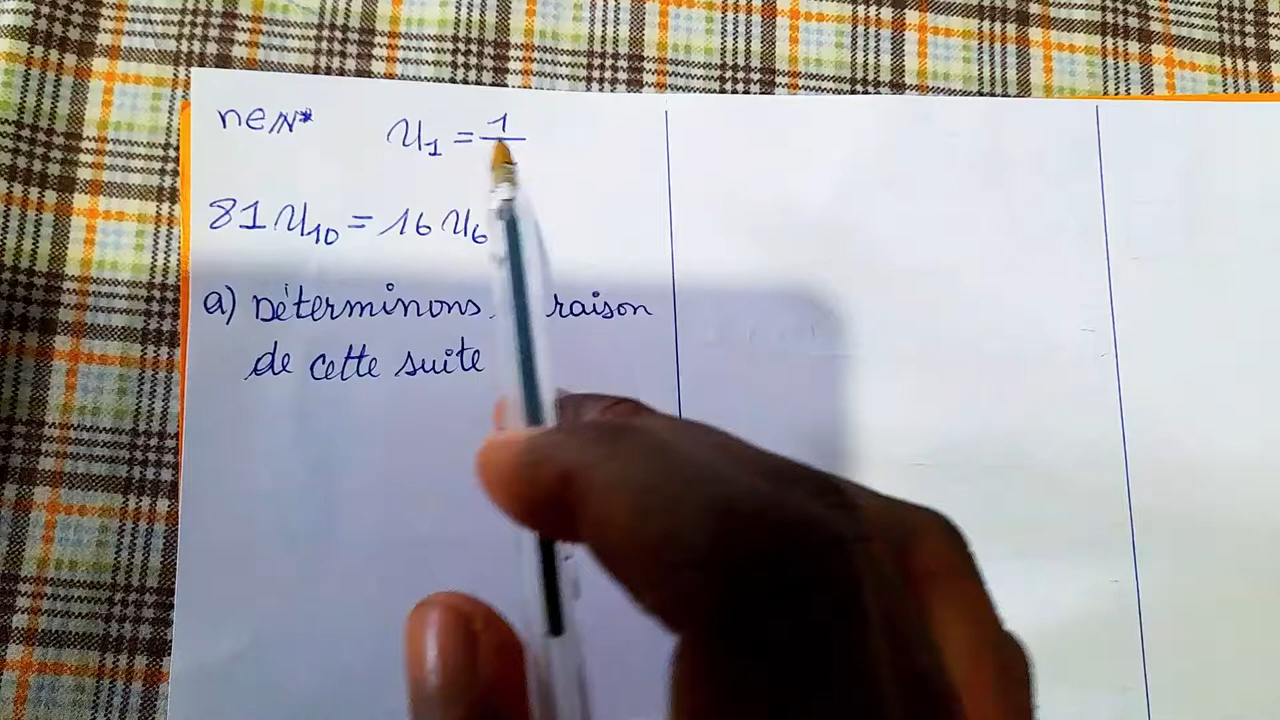 n∈ℕ* U₁ = 1/
81 U₁₀ = 16 U₆
a) Déterminons raison
de cette suite